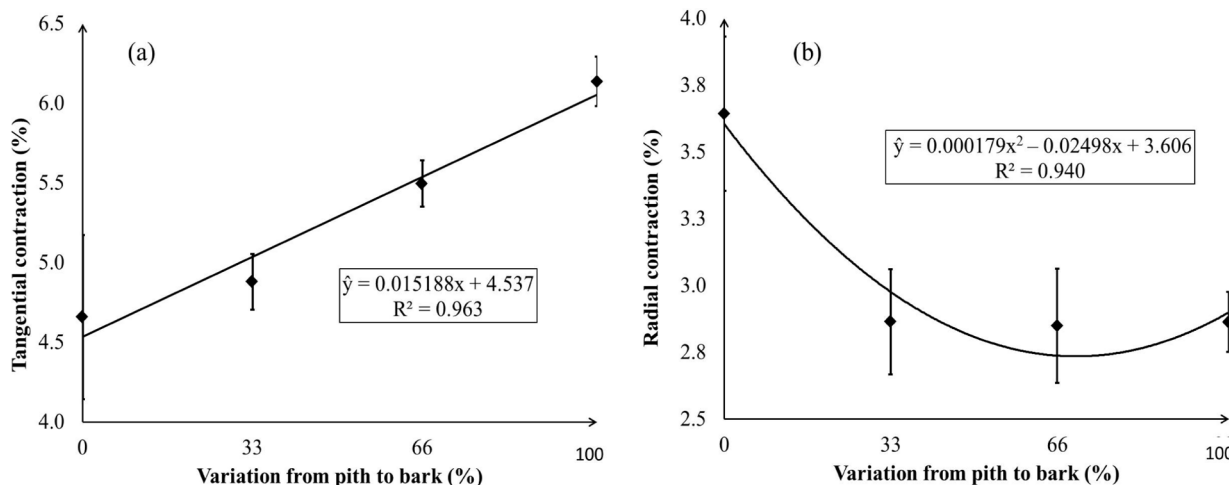 (a)
Tangential contraction (%)
6.5
6.0
5.5
5.0
4.5
4.0
ŷ = 0.015188x + 4.537
R² = 0.963
0 33 66 100
Variation from pith to bark (%)
(b)
Radial contraction (%)
4.0
3.8
3.5
3.3
3.0
2.8
2.5
ŷ = 0.000179x² – 0.02498x + 3.606
R² = 0.940
0 33 66 100
Variation from pith to bark (%)